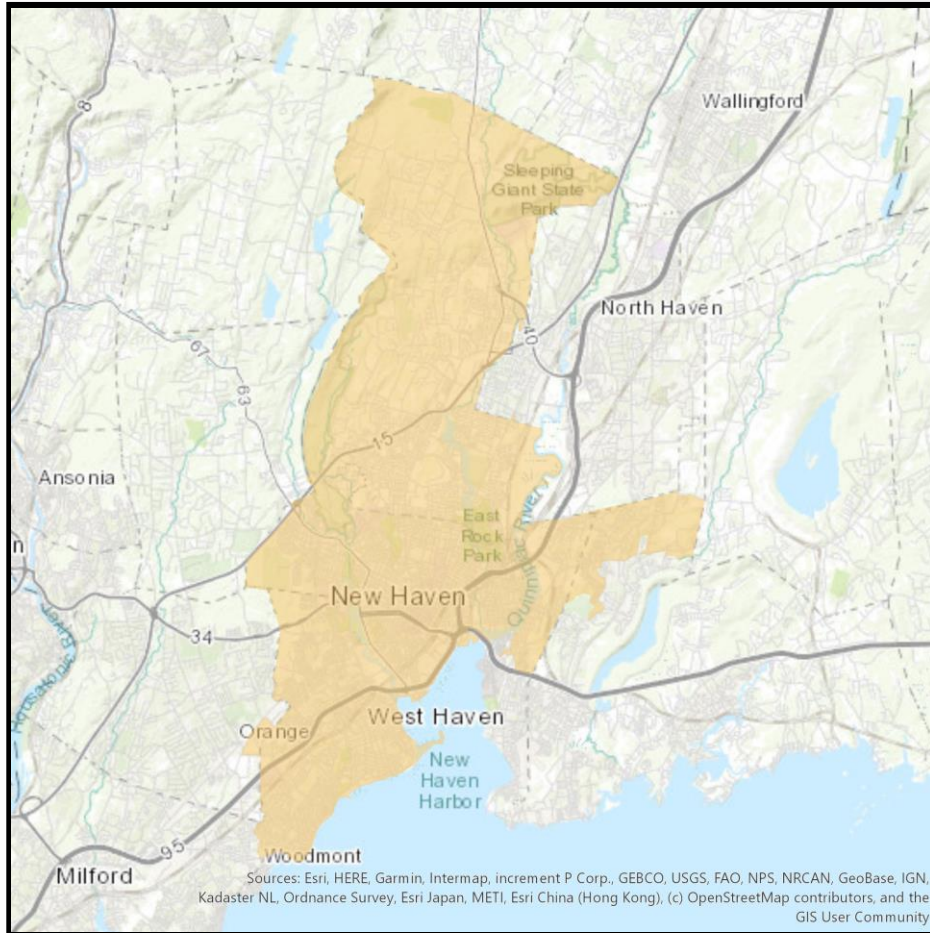 8
Wallingford
Sleeping
Giant State
Park
North Haven
40
67
63
15
Ansonia
East
Rock
Park
Quinnipiac River
n
New Haven
34
Housatonic River
West Haven
Orange
New
Haven
Harbor
95
Woodmont
Milford
Sources: Esri, HERE, Garmin, Intermap, increment P Corp., GEBCO, USGS, FAO, NPS, NRCAN, GeoBase, IGN,
Kadaster NL, Ordnance Survey, Esri Japan, METI, Esri China (Hong Kong), (c) OpenStreetMap contributors, and the
GIS User Community